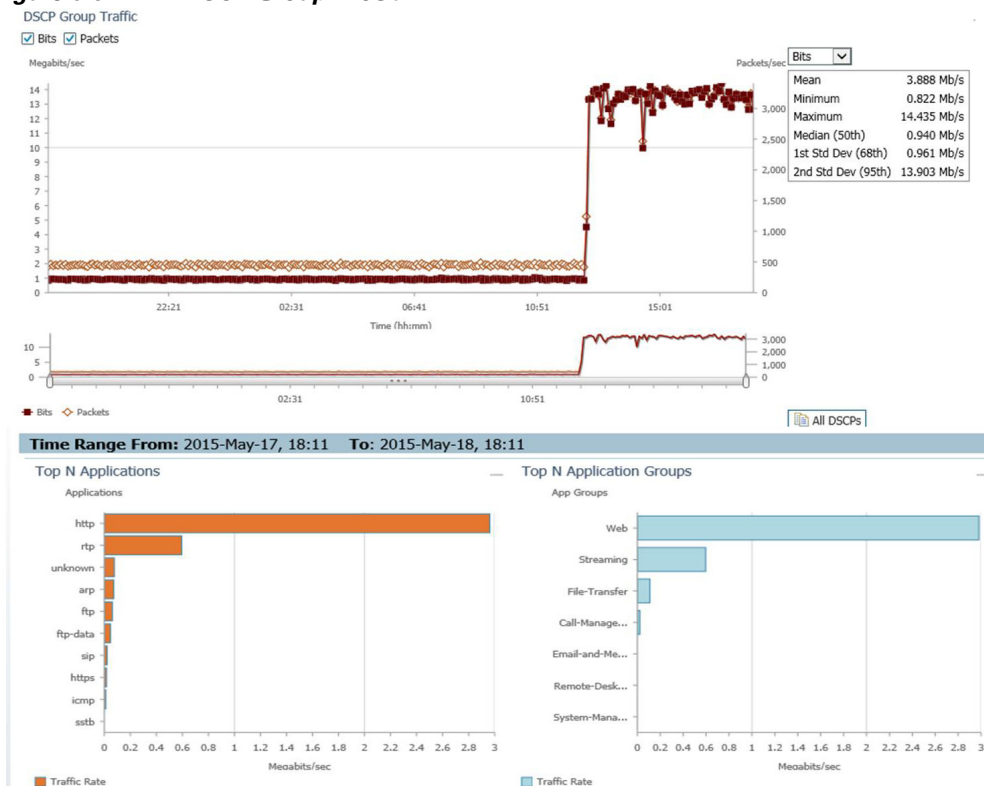 DSCP Group Traffic
Bits Packets
Megabits/sec
Packets/sec
Bits
Mean 3.888 Mb/s
Minimum 0.822 Mb/s
Maximum 14.435 Mb/s
Median (50th) 0.940 Mb/s
1st Std Dev (68th) 0.961 Mb/s
2nd Std Dev (95th) 13.903 Mb/s
14
13
12
11
10
9
8
7
6
5
4
3
2
1
0
3,000
2,500
2,000
1,500
1,000
500
0
22:21 02:31 06:41 10:51 15:01
Time (hh:mm)
10
5
0
3,000
2,000
1,000
0
02:31 10:51
Bits Packets
All DSCPs
Time Range From: 2015-May-17, 18:11 To: 2015-May-18, 18:11
Top N Applications
Applications
http
rtp
unknown
arp
ftp
ftp-data
sip
https
icmp
sstb
0 0.2 0.4 0.6 0.8 1 1.2 1.4 1.6 1.8 2 2.2 2.4 2.6 2.8 3
Megabits/sec
Traffic Rate
Top N Application Groups
App Groups
Web
Streaming
File-Transfer
Call-Manage...
Email-and-Me...
Remote-Desk...
System-Mana...
0 0.2 0.4 0.6 0.8 1 1.2 1.4 1.6 1.8 2 2.2 2.4 2.6 2.8 3
Megabits/sec
Traffic Rate